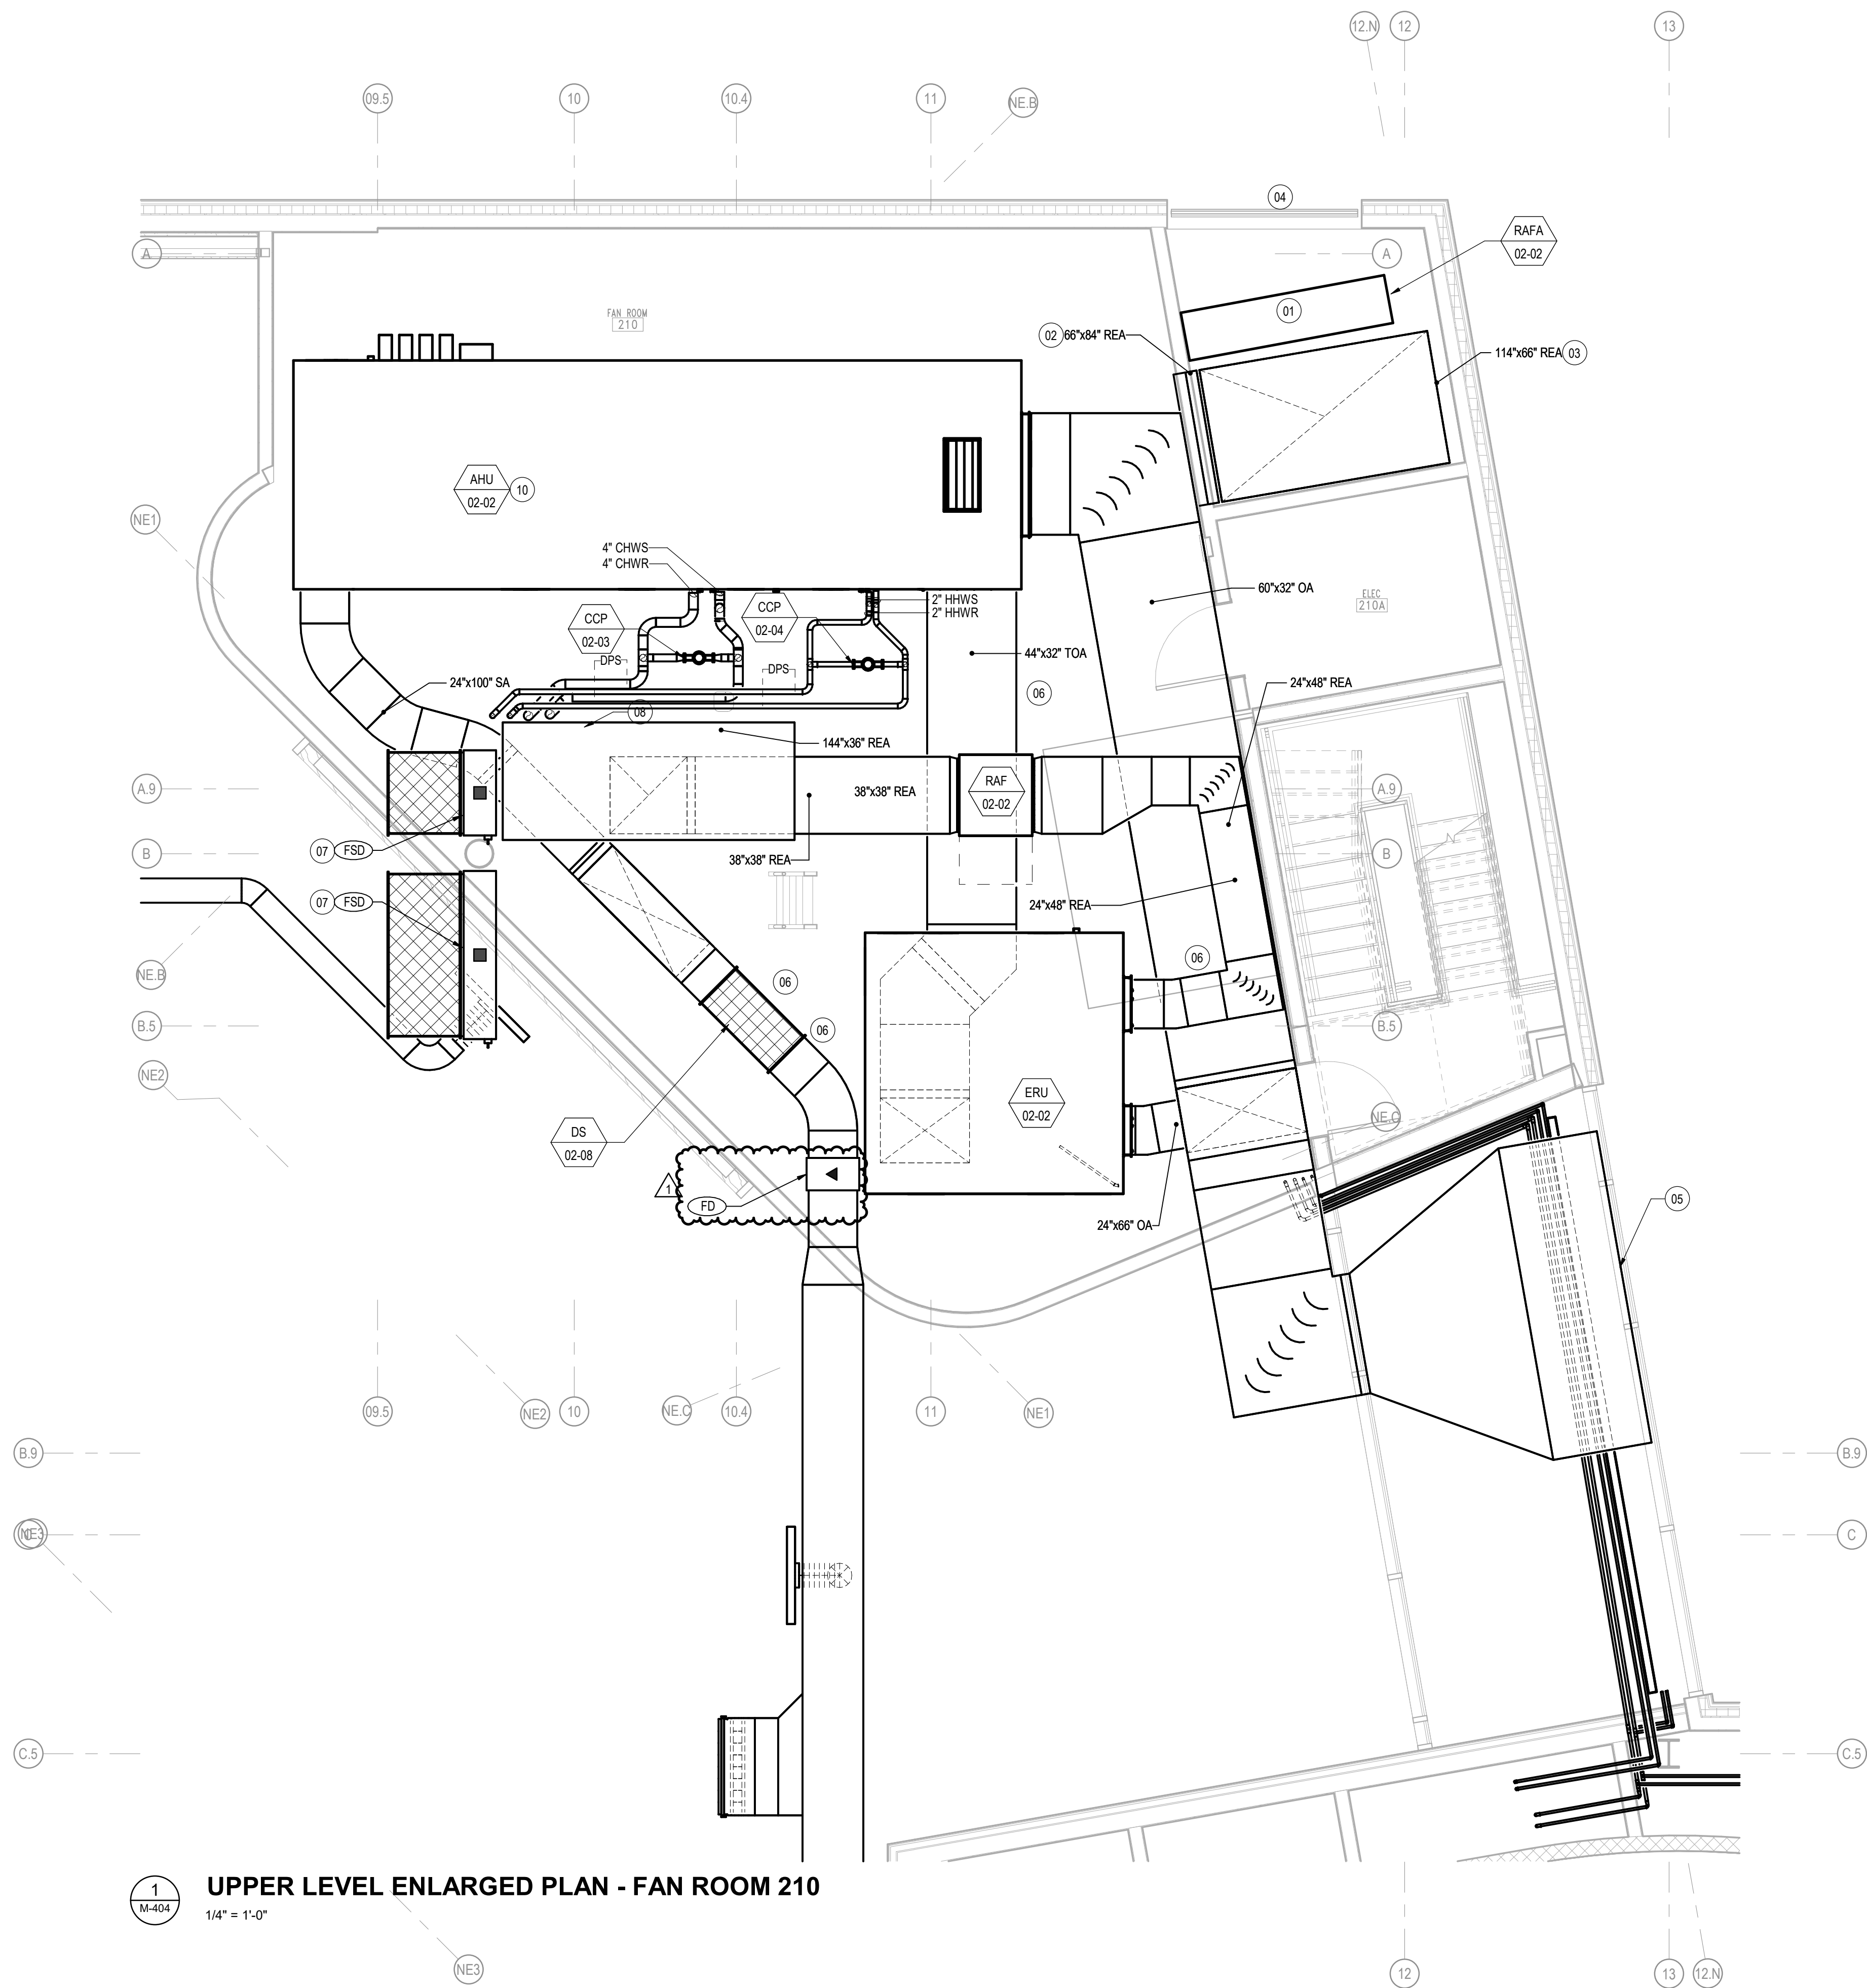 12.N 12 13
09.5 10 10.4 11 NE.B
04
RAFA
02-02
A A
01
FAN ROOM
210
02 66"x84" REA
114"x66" REA 03
AHU
02-02
10
NE1
4" CHWS
4" CHWR
CCP
02-03
CCP
02-04
2" HHWS
2" HHWR
60"x32" OA
ELEC
210A
DPS
DPS
44"x32" TOA
06
24"x100" SA
24"x48" REA
08
144"x36" REA
A.9 A.9
RAF
02-02
38"x38" REA
07 FSD
B B
38"x38" REA
07 FSD
24"x48" REA
NE.B
06
06
B.5
06
B.5
NE2
ERU
02-02
NE.C
DS
02-08
1
FD
24"x66" OA
05
09.5 NE2 10 NE.C 10.4 11 NE1
B.9 B.9
NE3 C
C.5 C.5
1
M-404
UPPER LEVEL ENLARGED PLAN - FAN ROOM 210
1/4" = 1'-0"
NE3 12 13 12.N